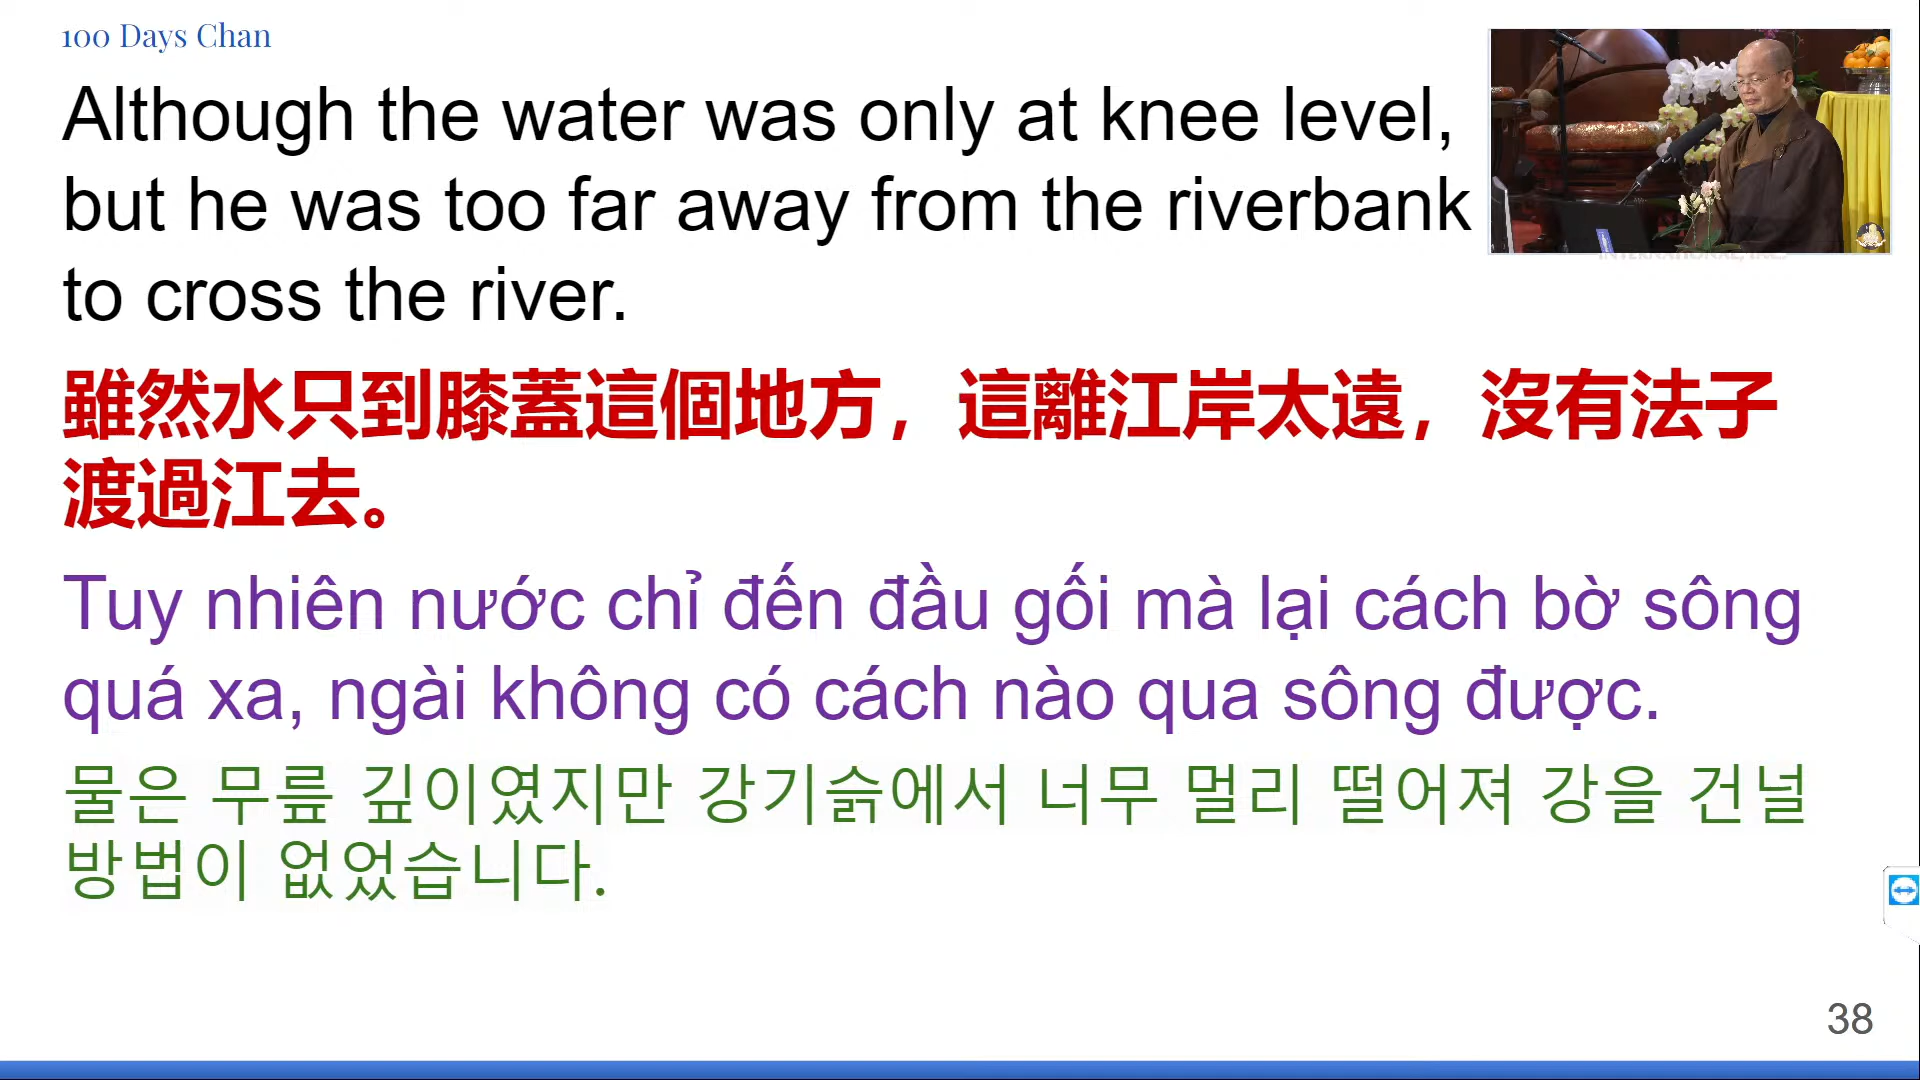 100 Days Chan
Although the water was only at knee level,
but he was too far away from the riverbank
to cross the river.
雖然水只到膝蓋這個地方，這離江岸太遠，沒有法子
渡過江去。
Tuy nhiên nước chỉ đến đầu gối mà lại cách bờ sông
quá xa, ngài không có cách nào qua sông được.
물은 무릎 깊이였지만 강기슭에서 너무 멀리 떨어져 강을 건널
방법이 없었습니다.
38